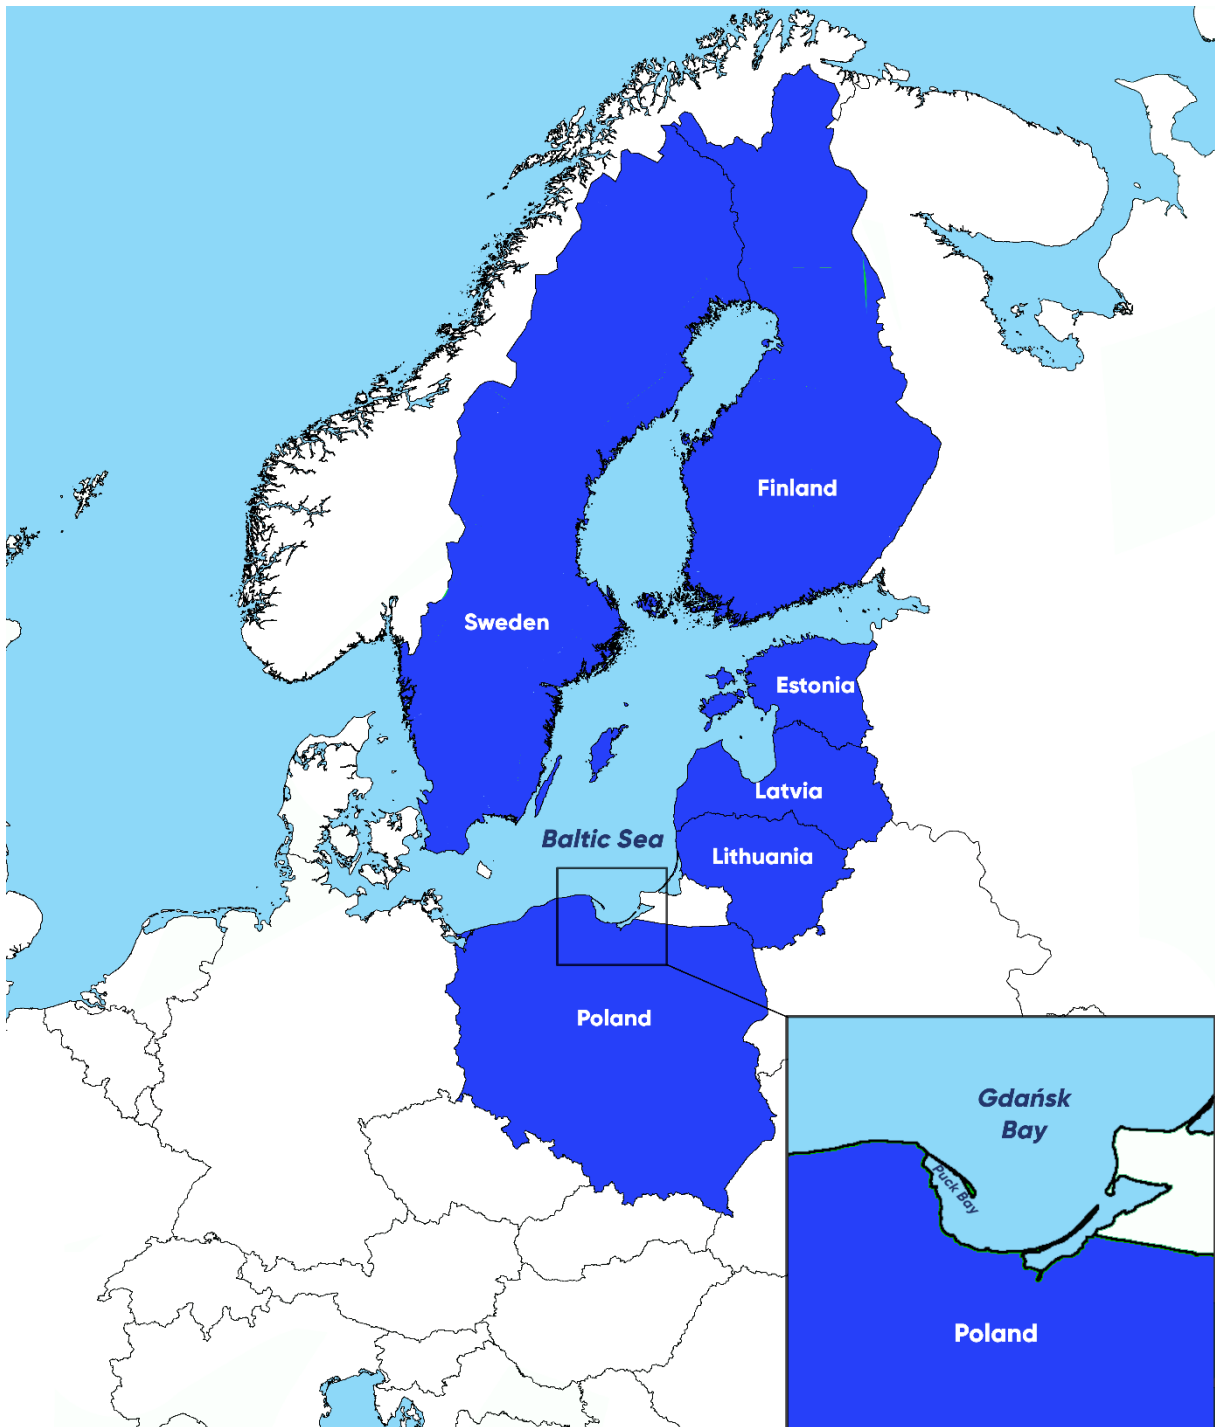 Finland
Sweden
Estonia
Latvia
Baltic Sea
Lithuania
Poland
Gdańsk
Bay
Puck Bay
Poland